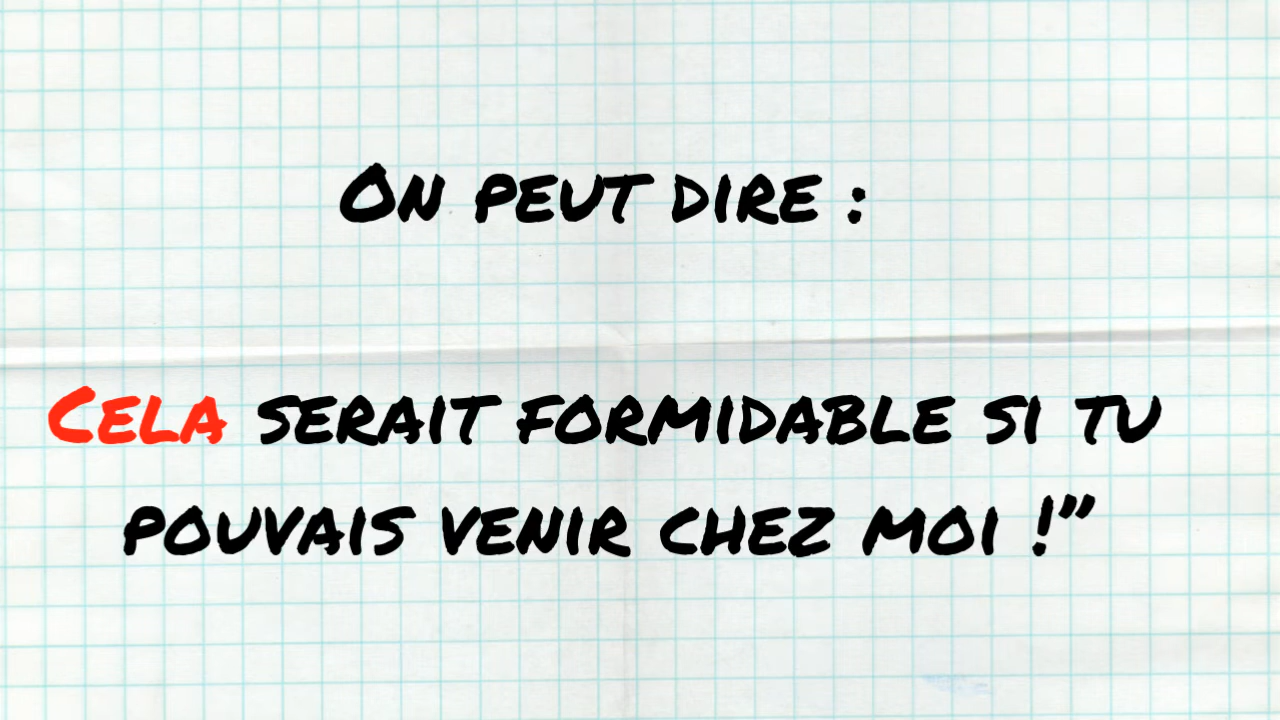 On peut dire :
Cela serait formidable si tu
pouvais venir chez moi !”